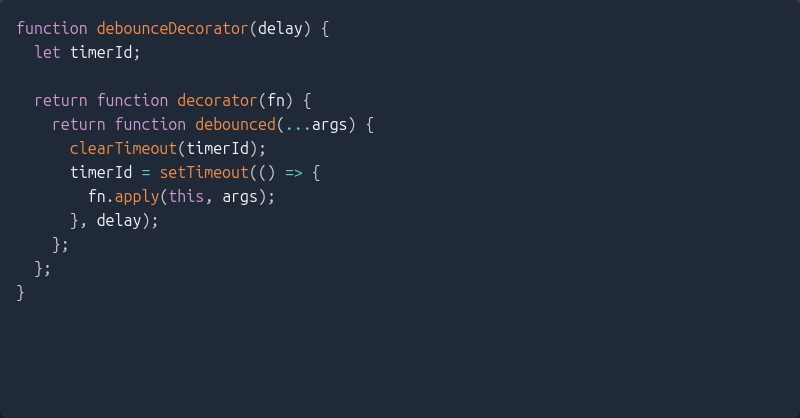 function debounceDecorator(delay) {
  let timerId;

  return function decorator(fn) {
    return function debounced(...args) {
      clearTimeout(timerId);
      timerId = setTimeout(() => {
        fn.apply(this, args);
      }, delay);
    };
  };
}